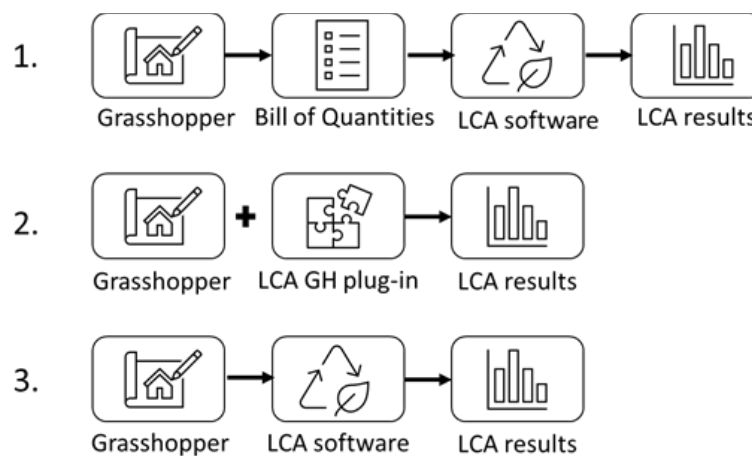 1.
Grasshopper Bill of Quantities LCA software LCA results
2.
Grasshopper LCA GH plug-in LCA results
3.
Grasshopper LCA software LCA results